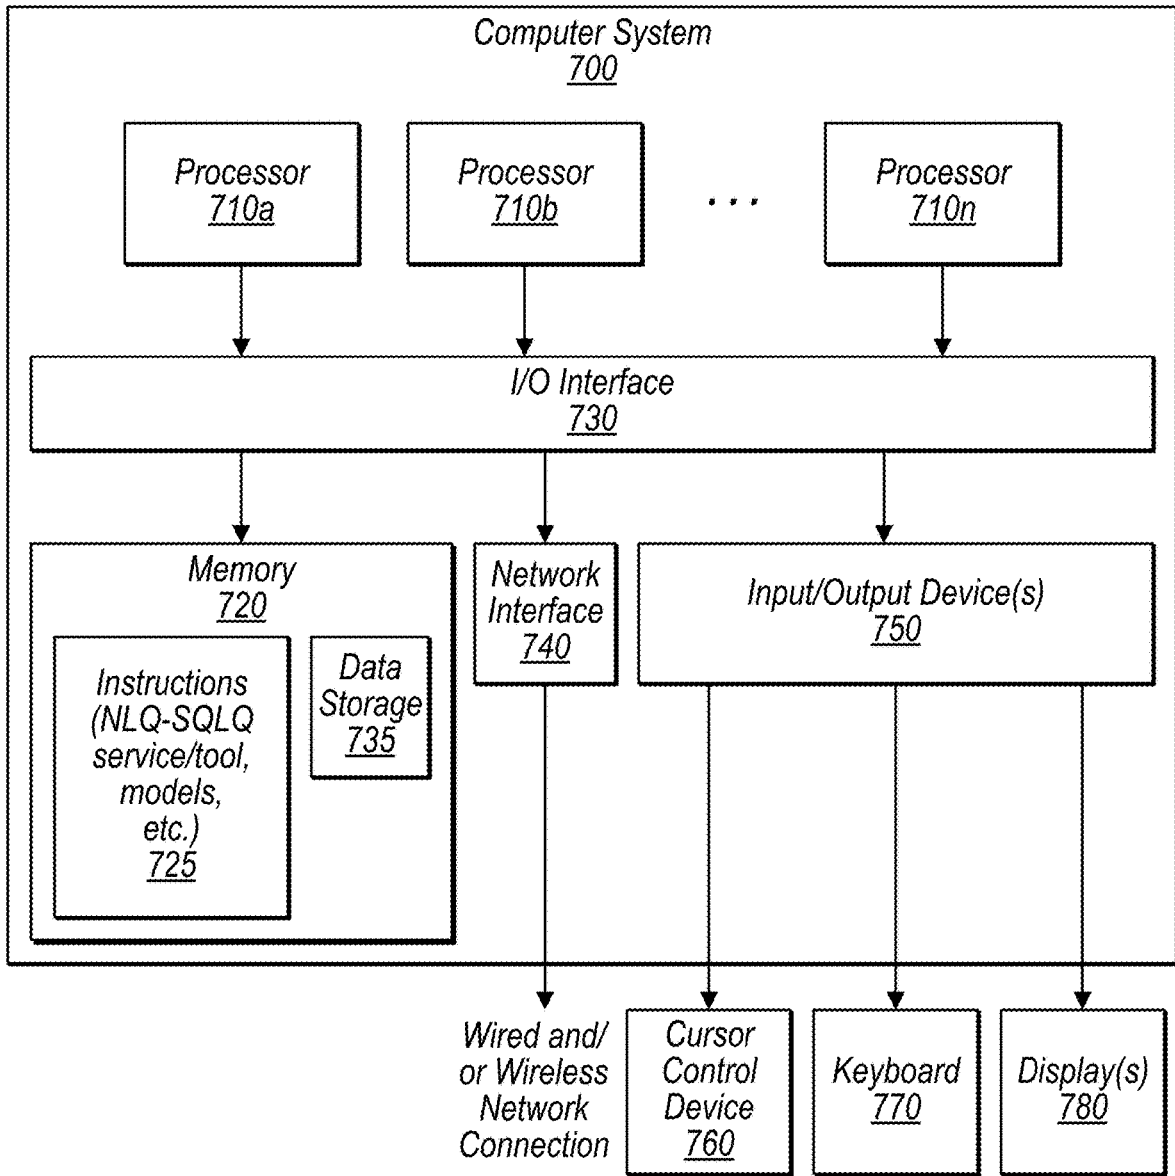 Computer System
700
Processor
710a
Processor
710b
. . .
Processor
710n
I/O Interface
730
Memory
720
Instructions
(NLQ-SQLQ
service/tool,
models,
etc.)
725
Data
Storage
735
Network
Interface
740
Input/Output Device(s)
750
Wired and/
or Wireless
Network
Connection
Cursor
Control
Device
760
Keyboard
770
Display(s)
780